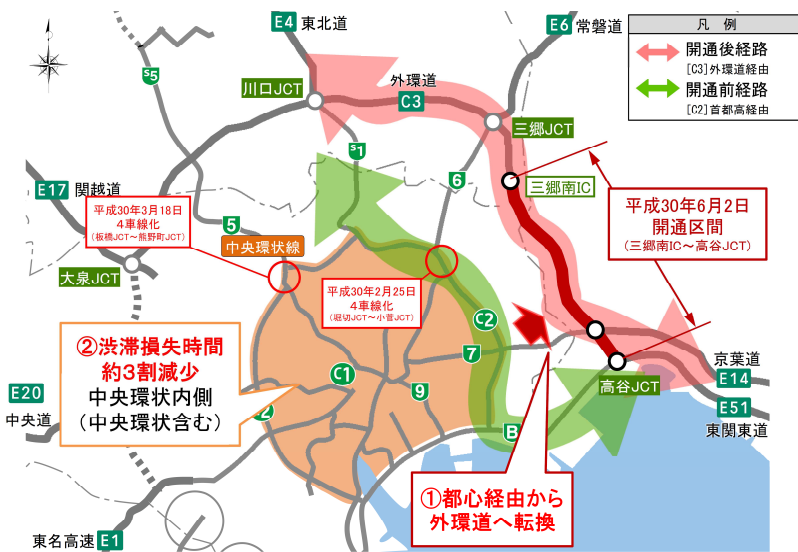 凡 例
開通後経路
[C3]外環道経由
開通前経路
[C2]首都高経由
E4 東北道
E6 常磐道
S5
川口JCT
外環道
C3
三郷JCT
S1
6
三郷南IC
E17 関越道
平成30年3月18日
4車線化
(板橋JCT～熊野町JCT)
5
中央環状線
平成30年6月2日
開通区間
(三郷南IC～高谷JCT)
大泉JCT
平成30年2月25日
4車線化
(堀切JCT～小菅JCT)
C2
②渋滞損失時間
約3割減少
中央環状内側
(中央環状含む)
C1
7
9
京葉道
E14
高谷JCT
E20
中央道
E51
東関東道
B
①都心経由から
外環道へ転換
東名高速 E1